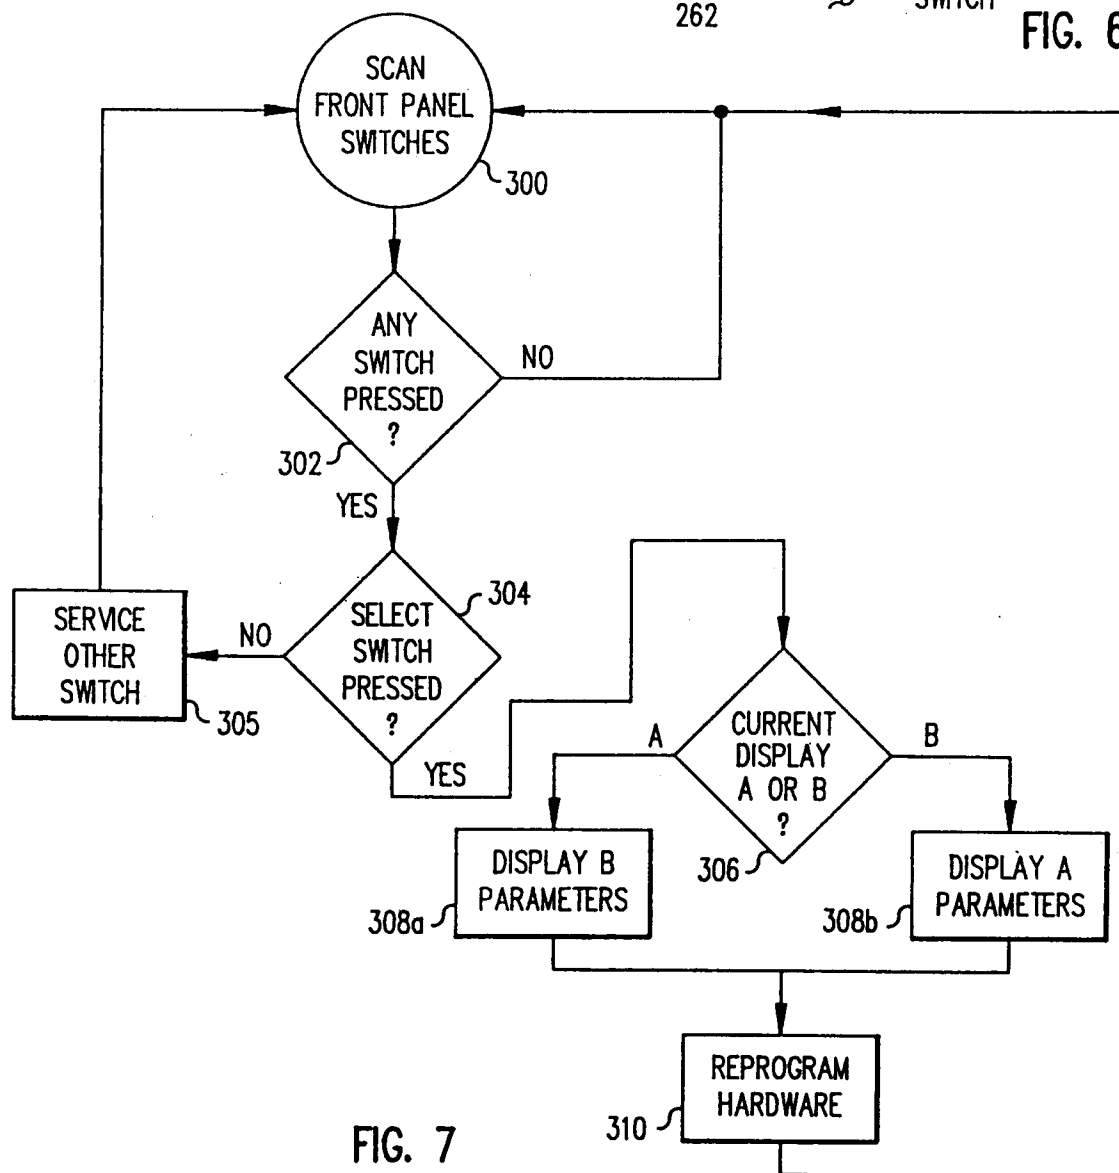 262
SWITCH
FIG. 6
SCAN
FRONT PANEL
SWITCHES
300
ANY
SWITCH
PRESSED
?
NO
302
YES
304
SELECT
SWITCH
PRESSED
?
NO
SERVICE
OTHER
SWITCH
305
YES
CURRENT
DISPLAY
A OR B
?
A
B
306
DISPLAY B
PARAMETERS
308a
DISPLAY A
PARAMETERS
308b
REPROGRAM
HARDWARE
310
FIG. 7